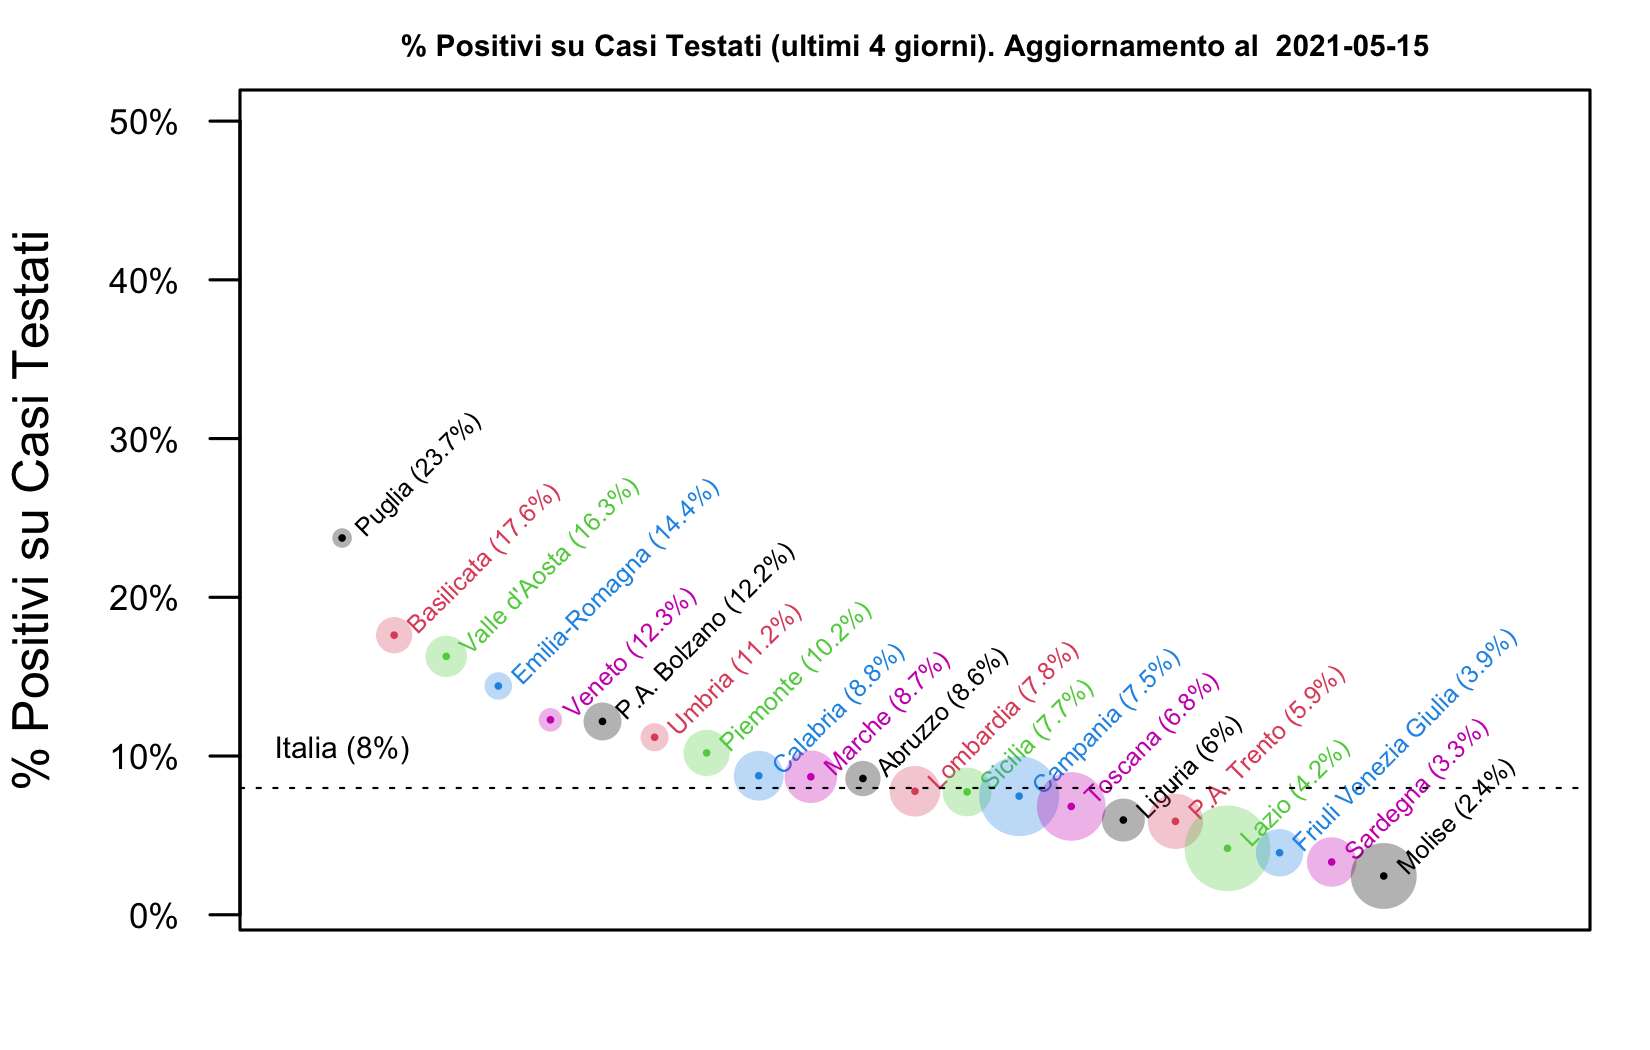 % Positivi su Casi Testati (ultimi 4 giorni). Aggiornamento al  2021-05-15
% Positivi su Casi Testati
50%
40%
30%
20%
10%
0%
Italia (8%)
Puglia (23.7%)
Basilicata (17.6%)
Valle d'Aosta (16.3%)
Emilia-Romagna (14.4%)
Veneto (12.3%)
P.A. Bolzano (12.2%)
Umbria (11.2%)
Piemonte (10.2%)
Calabria (8.8%)
Marche (8.7%)
Abruzzo (8.6%)
Lombardia (7.8%)
Sicilia (7.7%)
Campania (7.5%)
Toscana (6.8%)
Liguria (6%)
P.A. Trento (5.9%)
Lazio (4.2%)
Friuli Venezia Giulia (3.9%)
Sardegna (3.3%)
Molise (2.4%)